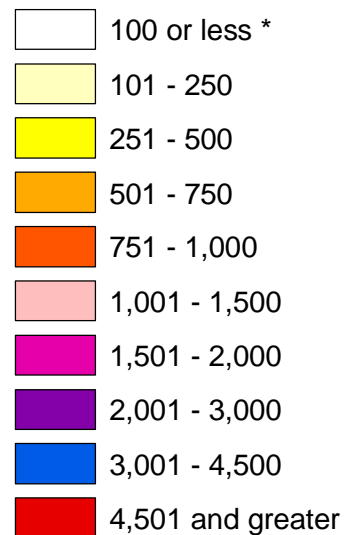 100 or less *
101 - 250
251 - 500
501 - 750
751 - 1,000
1,001 - 1,500
1,501 - 2,000
2,001 - 3,000
3,001 - 4,500
4,501 and greater